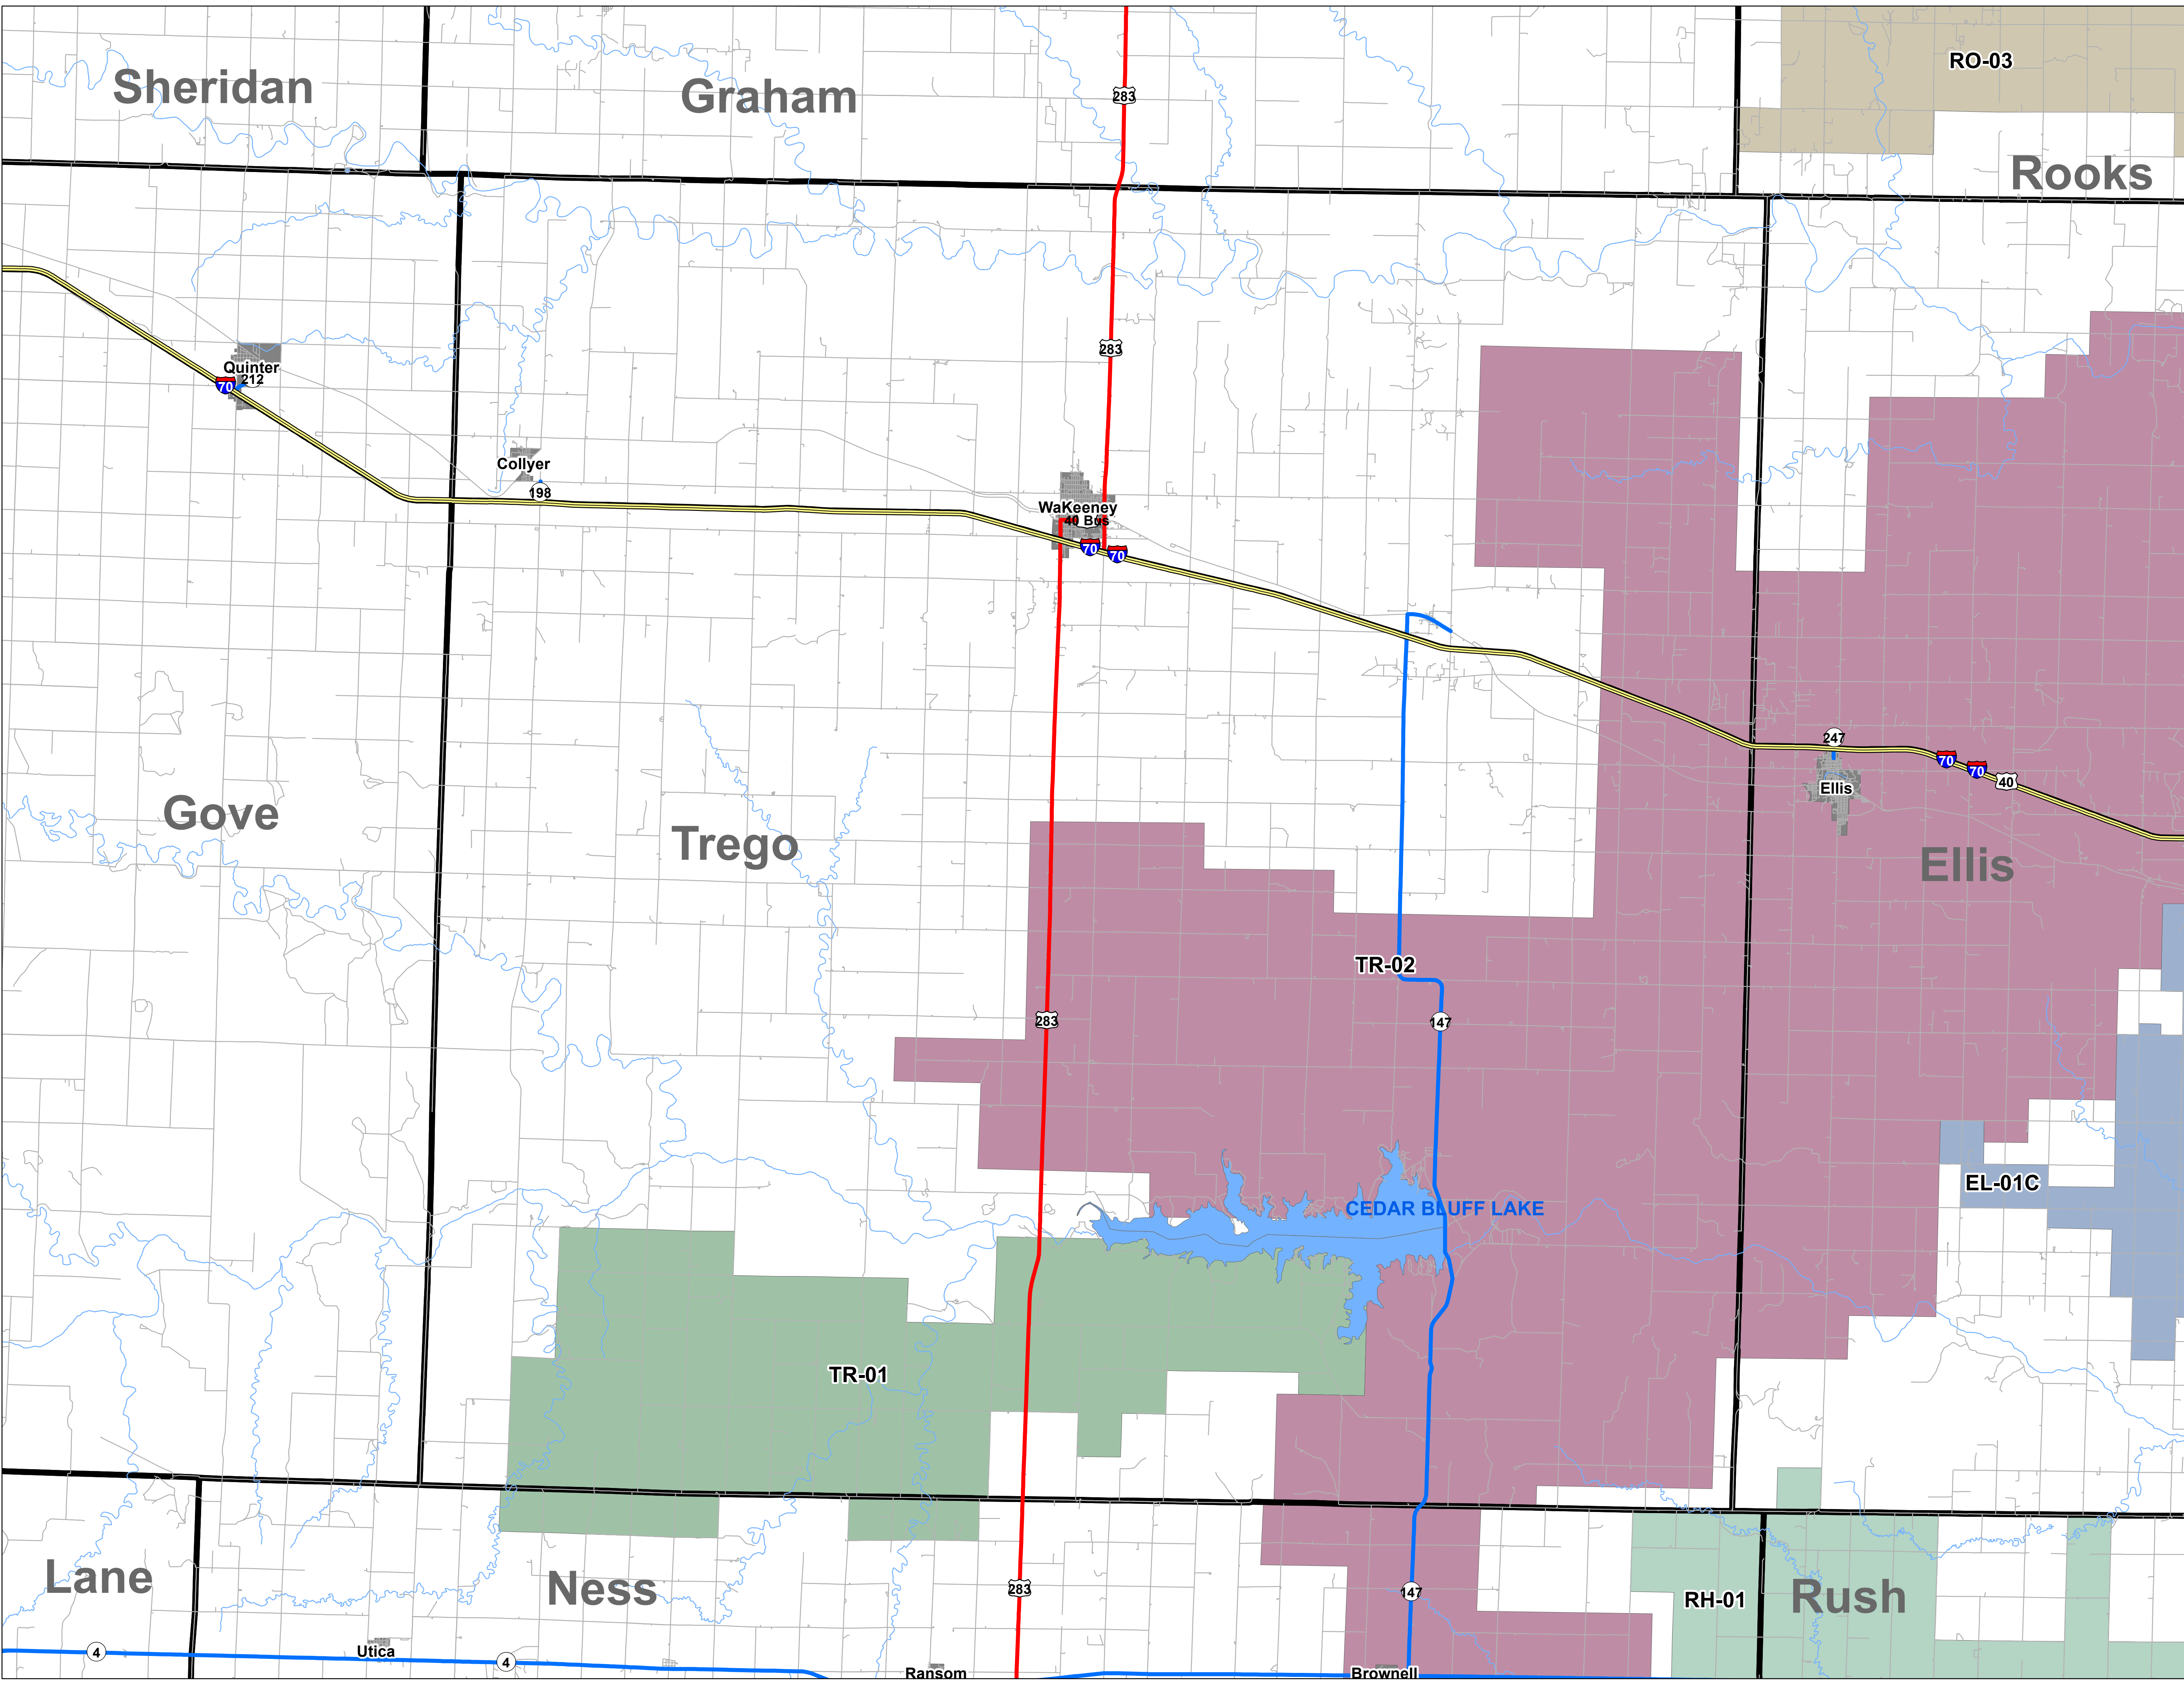 RO-03
Sheridan
Graham
283
Rooks
283
Quinter
212
70
Collyer
198
WaKeeney
40 Bus
70
70
247
70
70
40
Ellis
Gove
Trego
Ellis
TR-02
283
147
EL-01C
CEDAR BLUFF LAKE
TR-01
Lane
Ness
283
147
RH-01
Rush
4
Utica
4
Ransom
Brownell